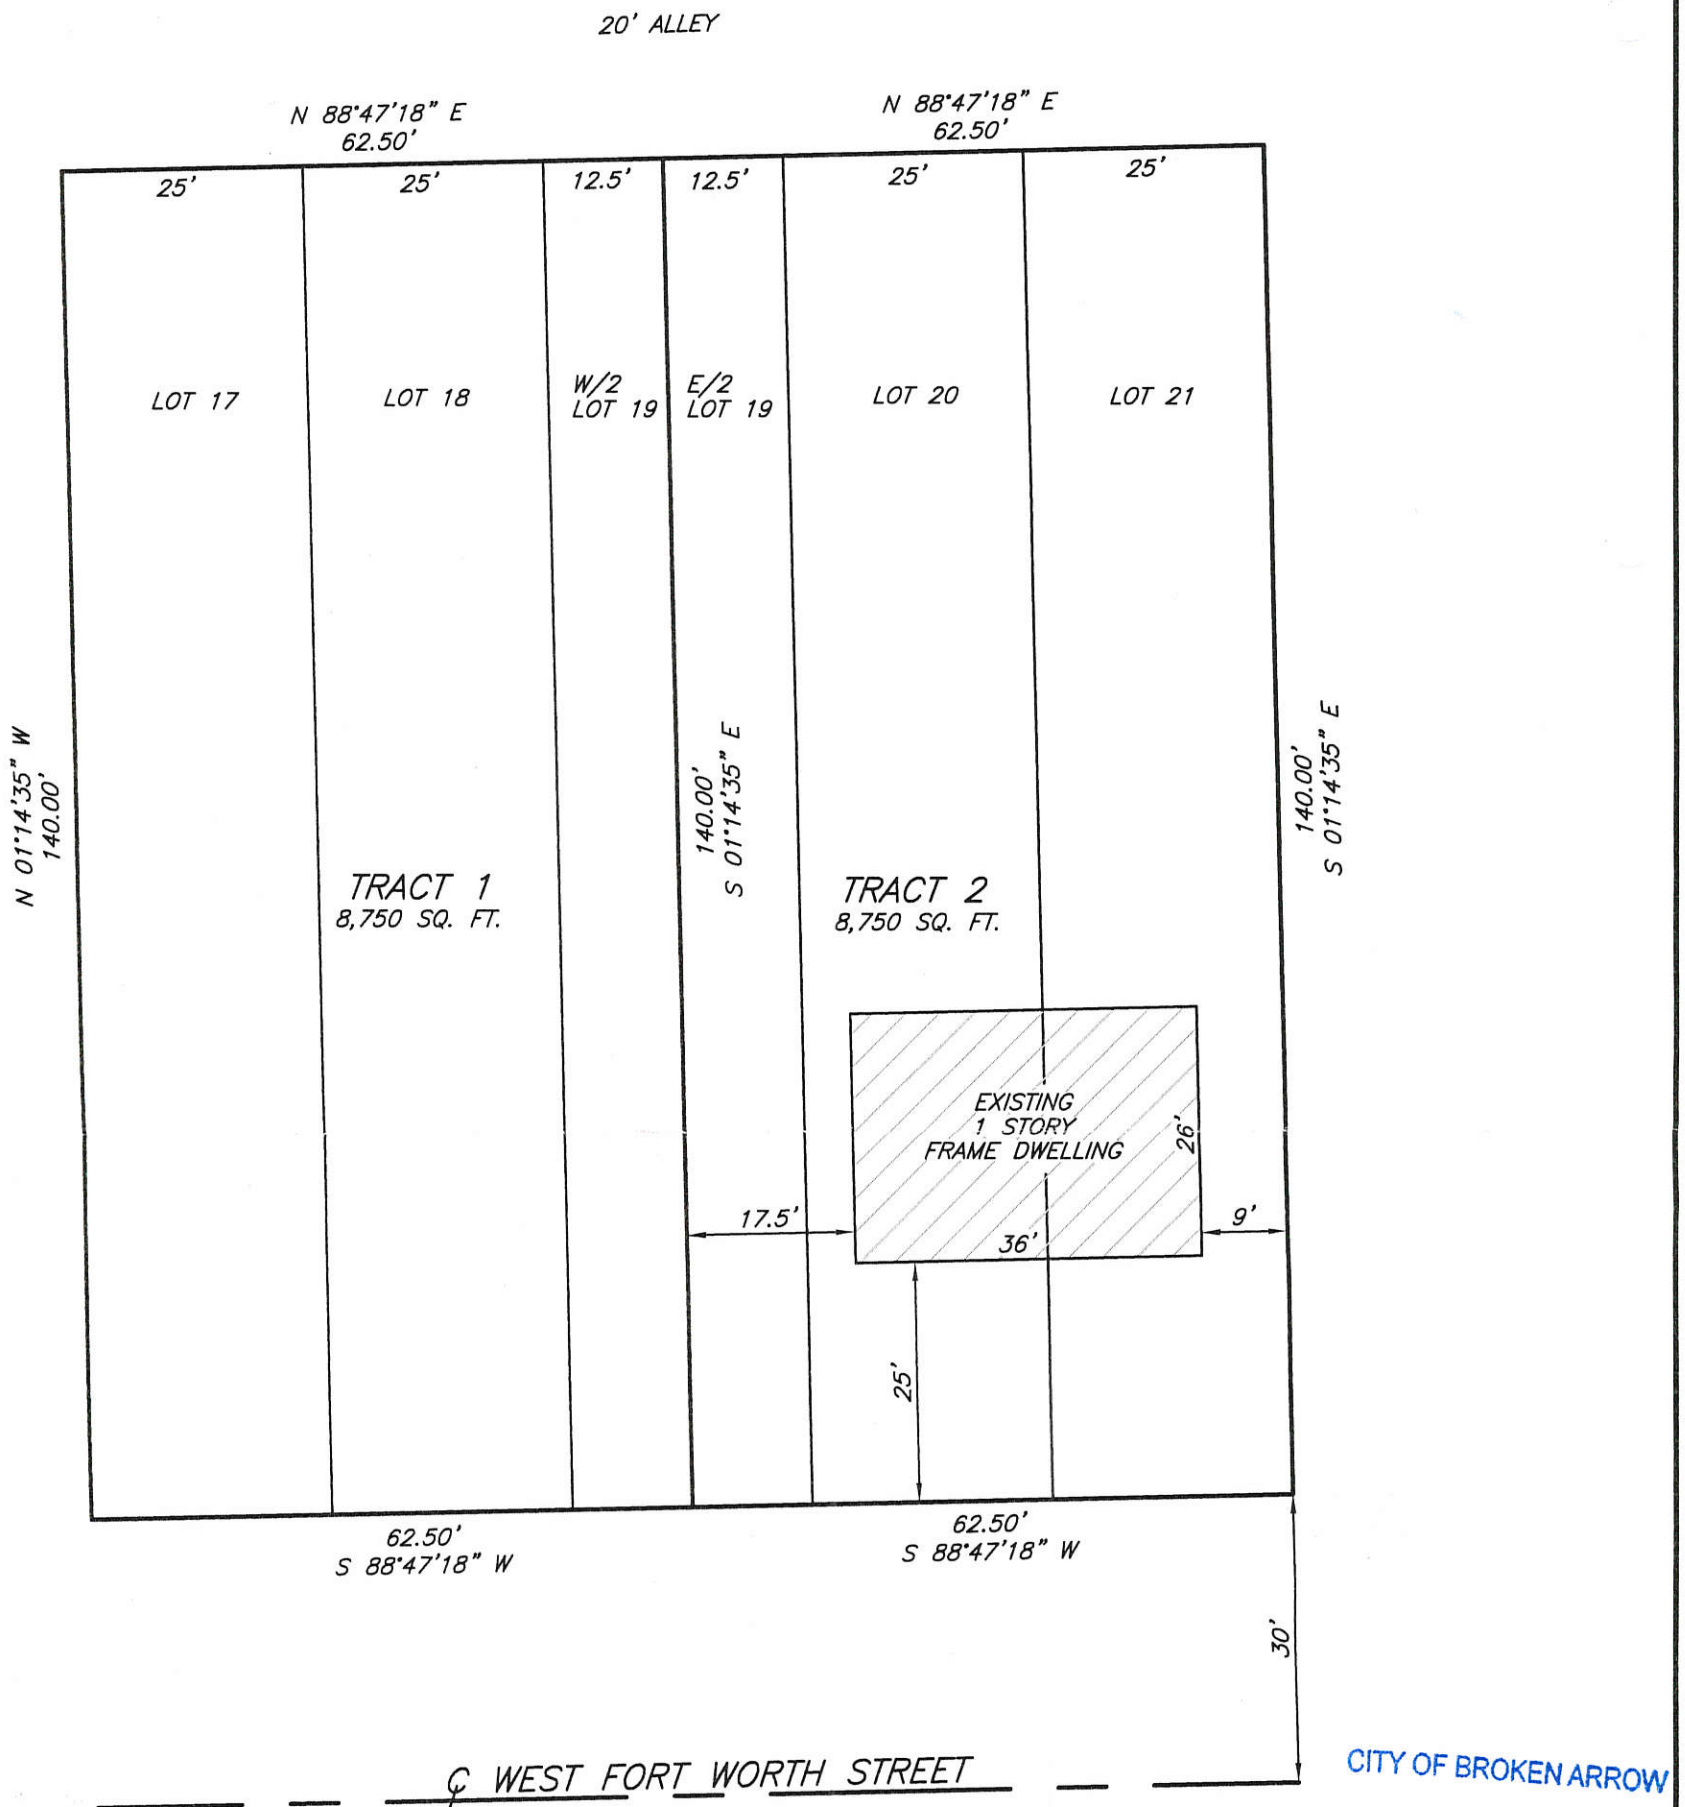 20' ALLEY
N 88°47'18" E
62.50'
N 88°47'18" E
62.50'
25'
25'
12.5'
12.5'
25'
25'
LOT 17
LOT 18
W/2
LOT 19
E/2
LOT 19
LOT 20
LOT 21
N 01°14'35" W
140.00'
140.00'
S 01°14'35" E
140.00'
S 01°14'35" E
TRACT 1
8,750 SQ. FT.
TRACT 2
8,750 SQ. FT.
EXISTING
1 STORY
FRAME DWELLING
26'
17.5'
36'
9'
25'
62.50'
S 88°47'18" W
62.50'
S 88°47'18" W
30'
℄ WEST FORT WORTH STREET
CITY OF BROKEN ARROW